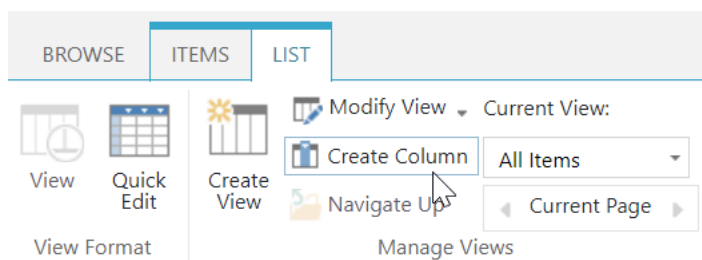 BROWSE
ITEMS
LIST
View
Quick
Edit
Create
View
Modify View
Create Column
Navigate Up
Current View:
All Items
Current Page
View Format
Manage Views